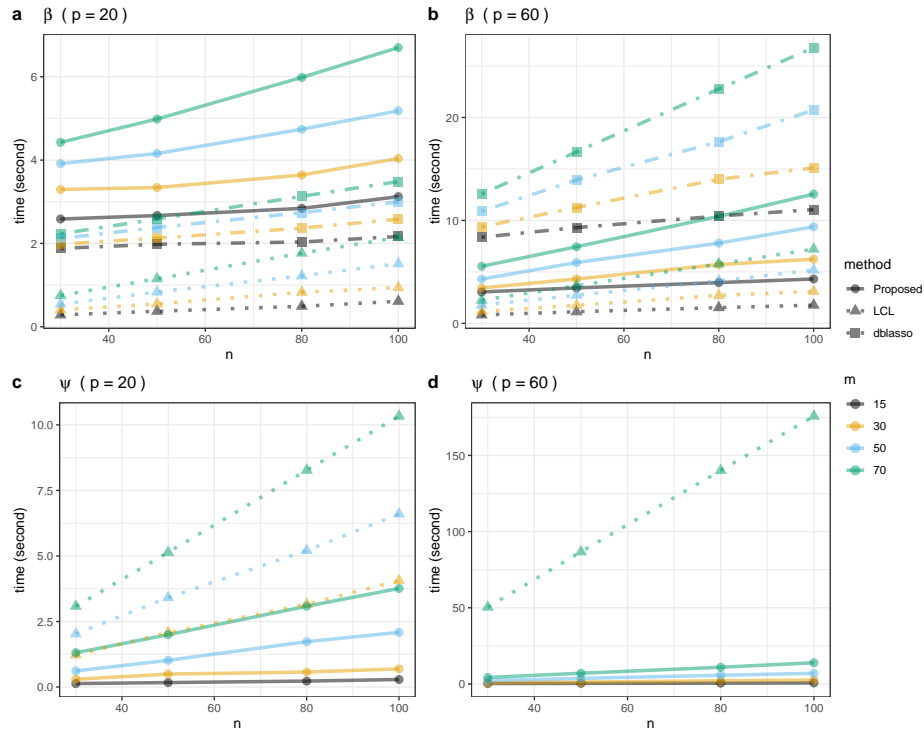 a β ( p = 20 )
time (second)
6
4
2
0
40 60 80 100
n
b β ( p = 60 )
time (second)
20
10
0
40 60 80 100
n
c ψ ( p = 20 )
time (second)
10.0
7.5
5.0
2.5
0.0
40 60 80 100
n
d ψ ( p = 60 )
time (second)
150
100
50
0
40 60 80 100
n
method
Proposed
LCL
dblasso
m
15
30
50
70